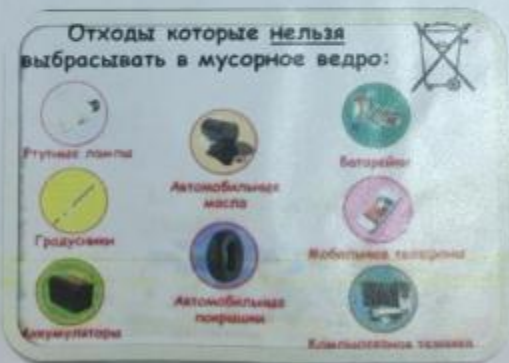 Отходы которые нельзя
выбрасывать в мусорное ведро:
Ртутные лампы
Автомобильные
масла
Батарейки
Градусники
Мобильные телефоны
Аккумуляторы
Автомобильные
покрышки
Компьютерная техника